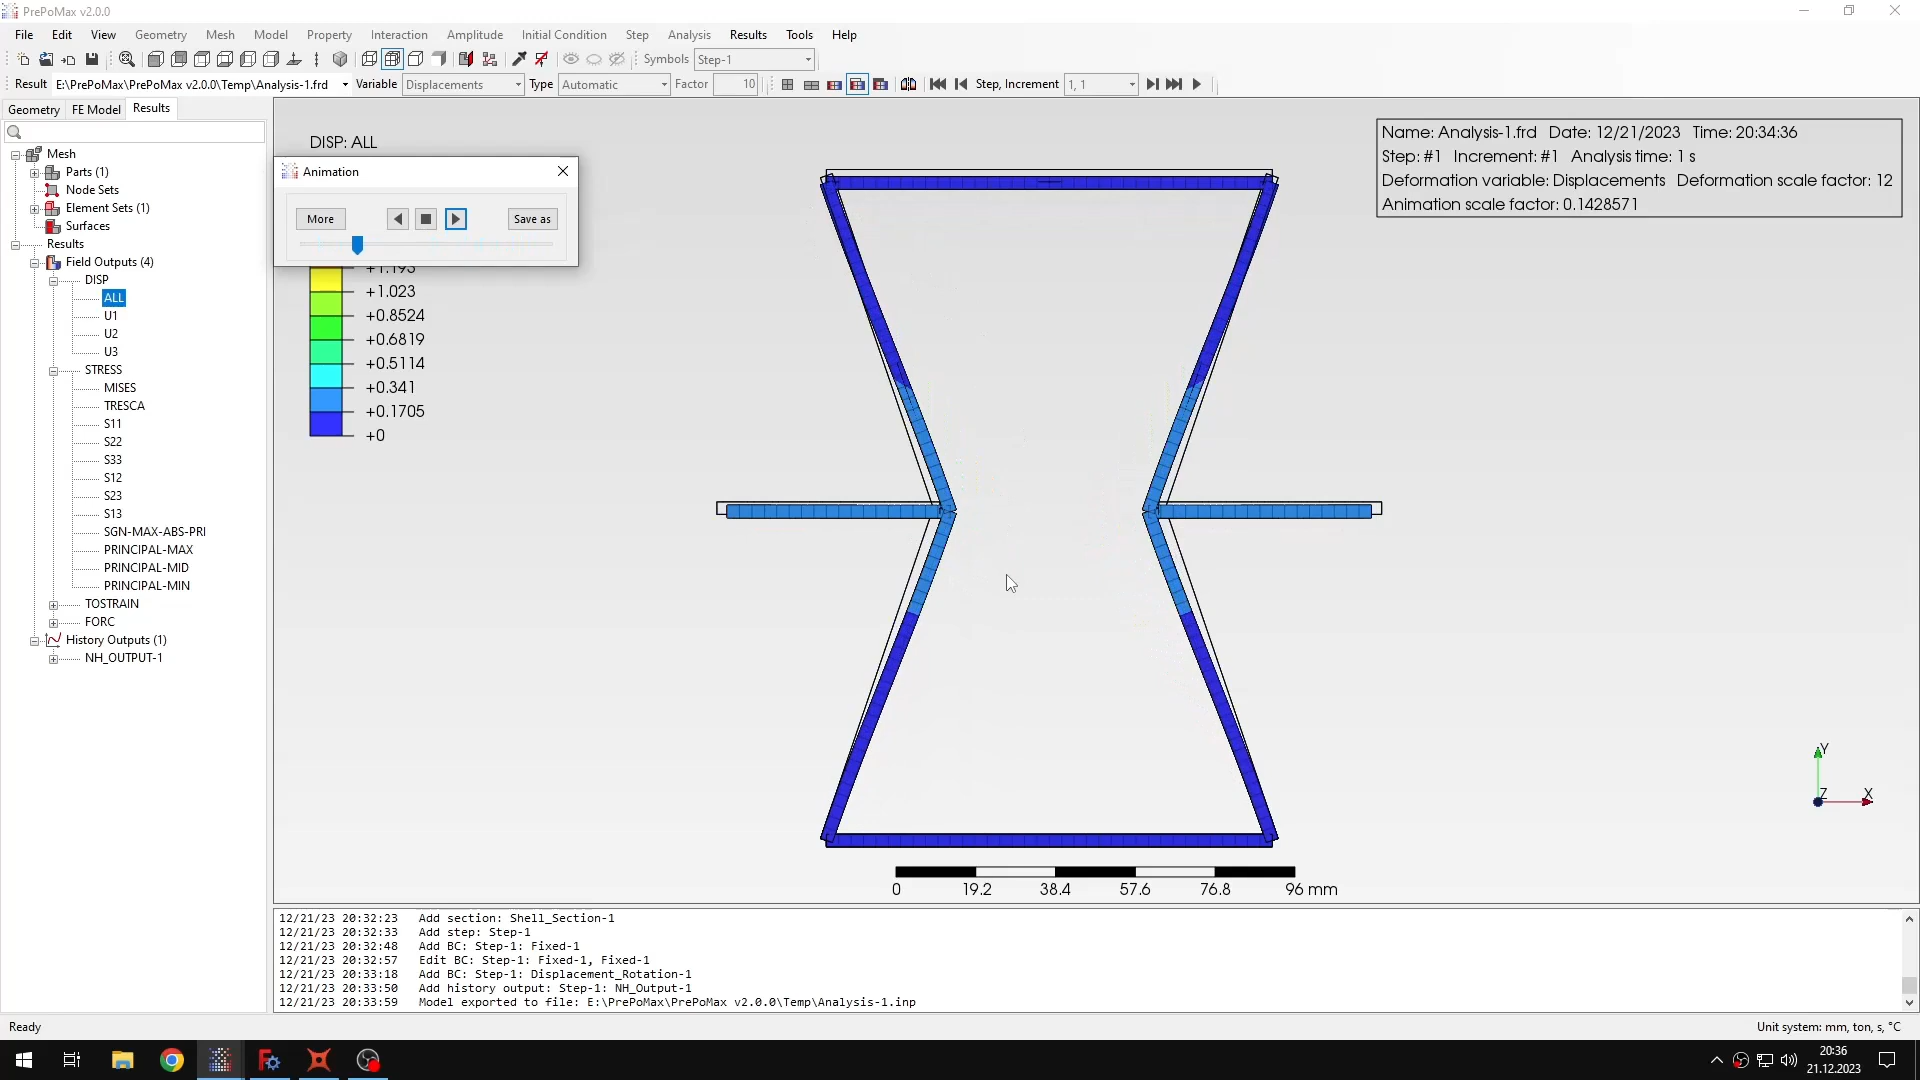 PrePoMax v2.0.0
File Edit View Geometry Mesh Model Property Interaction Amplitude Initial Condition Step Analysis Results Tools Help
Symbols Step-1
Result E:\PrePoMax\PrePoMax v2.0.0\Temp\Analysis-1.frd Variable Displacements Type Automatic Factor 10 Step, Increment 1, 1
Geometry FE Model Results
Mesh
Parts (1)
Node Sets
Element Sets (1)
Surfaces
Results
Field Outputs (4)
DISP
ALL
U1
U2
U3
STRESS
MISES
TRESCA
S11
S22
S33
S12
S23
S13
SGN-MAX-ABS-PRI
PRINCIPAL-MAX
PRINCIPAL-MID
PRINCIPAL-MIN
TOSTRAIN
FORC
History Outputs (1)
NH_OUTPUT-1
DISP: ALL
Animation
More
Save as
+1.193
+1.023
+0.8524
+0.6819
+0.5114
+0.341
+0.1705
+0
Name: Analysis-1.frd Date: 12/21/2023 Time: 20:34:36
Step: #1 Increment: #1 Analysis time: 1 s
Deformation variable: Displacements Deformation scale factor: 12
Animation scale factor: 0.1428571
Y
Z
X
0 19.2 38.4 57.6 76.8 96 mm
12/21/23 20:32:23 Add section: Shell_Section-1
12/21/23 20:32:33 Add step: Step-1
12/21/23 20:32:48 Add BC: Step-1: Fixed-1
12/21/23 20:32:57 Edit BC: Step-1: Fixed-1, Fixed-1
12/21/23 20:33:18 Add BC: Step-1: Displacement_Rotation-1
12/21/23 20:33:50 Add history output: Step-1: NH_Output-1
12/21/23 20:33:59 Model exported to file: E:\PrePoMax\PrePoMax v2.0.0\Temp\Analysis-1.inp
Ready
Unit system: mm, ton, s, °C
20:36
21.12.2023